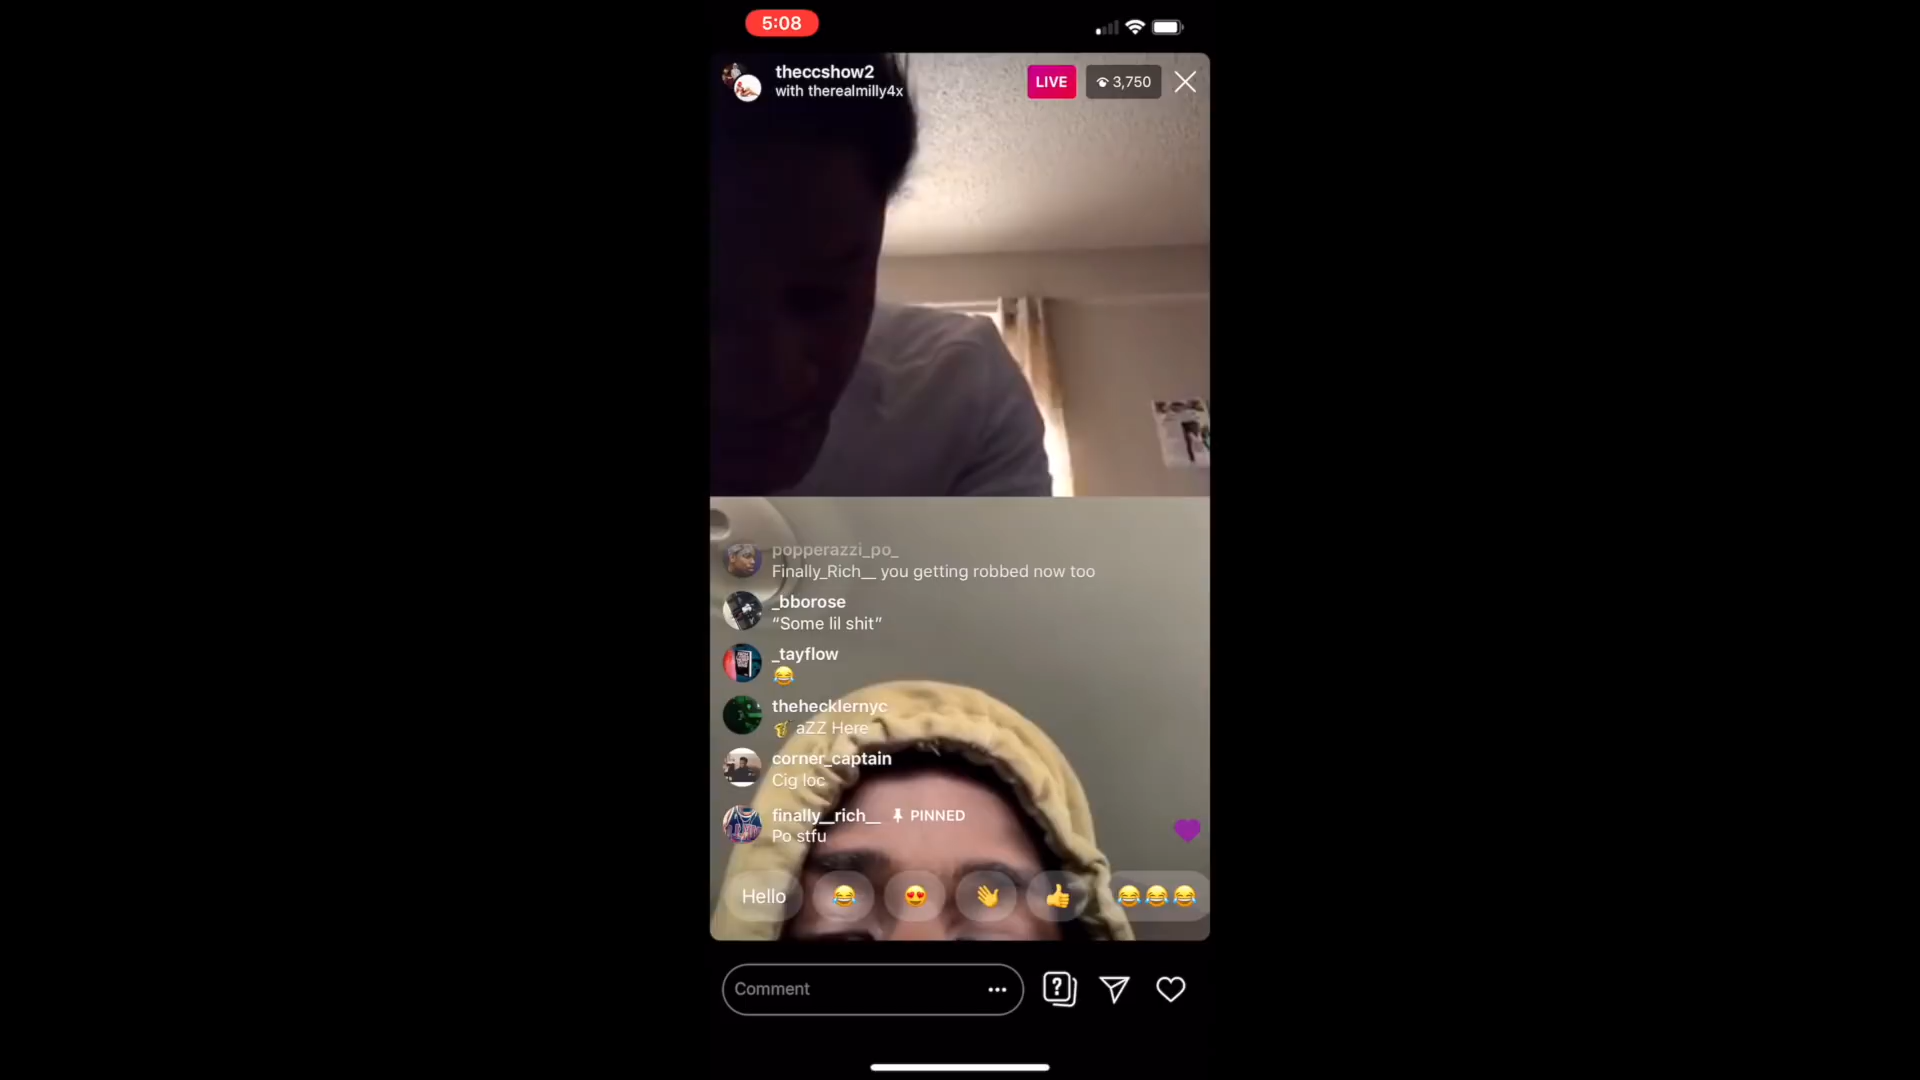 5:08
theccshow2
with therealmilly4x
LIVE
3,750
popperazzi_po_
Finally_Rich__ you getting robbed now too
_bborose
“Some lil shit”
_tayflow
😂
thehecklernyc
aZZ Here
corner_captain
Cig loc
finally__rich__ PINNED
Po stfu
Hello 😂 😍 👋 👍 😂😂😂
Comment